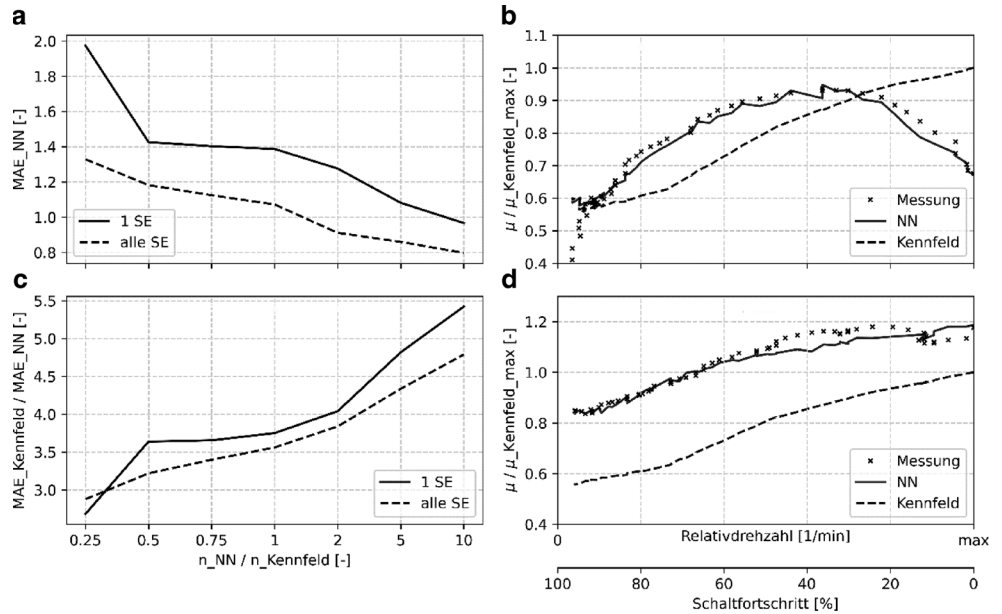 a
MAE_NN [-]
2.0
1.8
1.6
1.4
1.2
1.0
0.8
1 SE
alle SE
b
μ / μ_Kennfeld_max [-]
1.1
1.0
0.9
0.8
0.7
0.6
0.5
0.4
Messung
NN
Kennfeld
c
MAE_Kennfeld / MAE_NN [-]
5.5
5.0
4.5
4.0
3.5
3.0
1 SE
alle SE
0.25 0.5 0.75 1 2 5 10
n_NN / n_Kennfeld [-]
d
μ / μ_Kennfeld_max [-]
1.2
1.0
0.8
0.6
0.4
Messung
NN
Kennfeld
0 Relativdrehzahl [1/min] max
100 80 60 40 20 0
Schaltfortschritt [%]